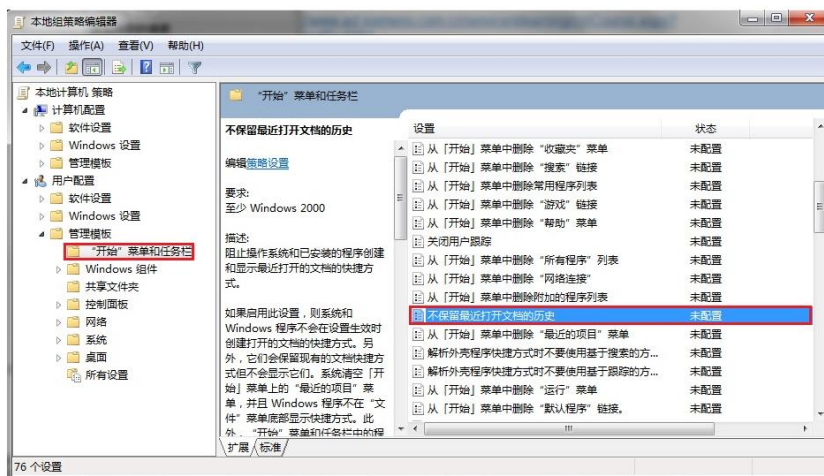 本地组策略编辑器
文件(F) 操作(A) 查看(V) 帮助(H)
本地计算机 策略
计算机配置
软件设置
Windows 设置
管理模板
用户配置
软件设置
Windows 设置
管理模板
"开始" 菜单和任务栏
Windows 组件
共享文件夹
控制面板
网络
系统
桌面
所有设置
"开始" 菜单和任务栏
不保留最近打开文档的历史
编辑策略设置
要求:
至少 Windows 2000
描述:
阻止操作系统和已安装的程序创建
和显示最近打开的文档的快捷方
式。
如果启用此设置，则系统和
Windows 程序不会在设置生效时
创建打开的文档的快捷方式。另
外，它们会保留现有的文档快捷方
式但不会显示它们。系统清空「开
始」菜单上的 "最近的项目" 菜
单，并且 Windows 程序不在 "文
件" 菜单底部显示快捷方式。此
外，"开始" 菜单和任务栏中的程
设置 状态
从「开始」菜单中删除 "收藏夹" 菜单 未配置
从「开始」菜单中删除 "搜索" 链接 未配置
从「开始」菜单中删除常用程序列表 未配置
从「开始」菜单中删除 "游戏" 链接 未配置
从「开始」菜单中删除 "帮助" 菜单 未配置
关闭用户跟踪 未配置
从「开始」菜单中删除 "所有程序" 列表 未配置
从「开始」菜单中删除 "网络连接" 未配置
从「开始」菜单中删除附加的程序列表 未配置
不保留最近打开文档的历史 未配置
从「开始」菜单中删除 "最近的项目" 菜单 未配置
解析外壳程序快捷方式时不要使用基于搜索的方... 未配置
解析外壳程序快捷方式时不要使用基于跟踪的方... 未配置
从「开始」菜单中删除 "运行" 菜单 未配置
从「开始」菜单中删除 "默认程序" 链接。 未配置
扩展 标准
76 个设置